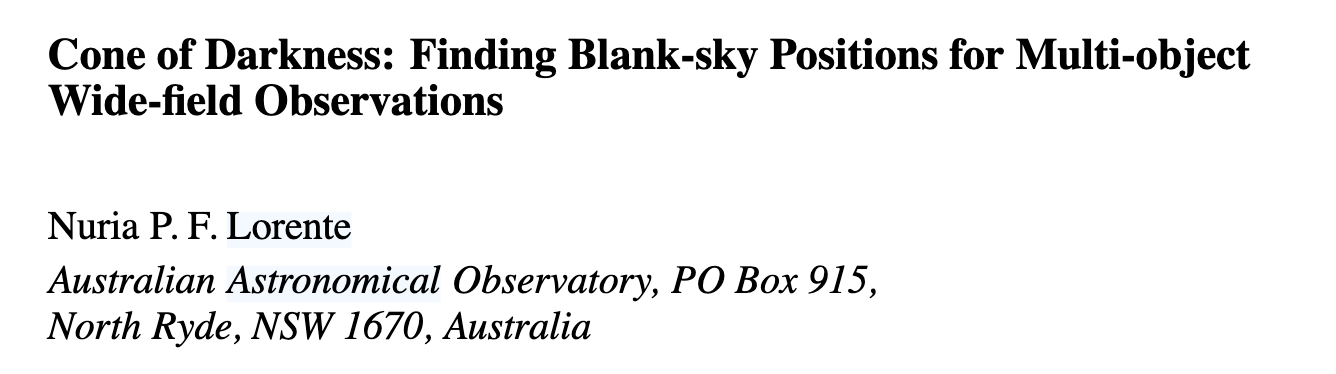 Cone of Darkness: Finding Blank-sky Positions for Multi-object
Wide-field Observations
Nuria P. F. Lorente
Australian Astronomical Observatory, PO Box 915,
North Ryde, NSW 1670, Australia